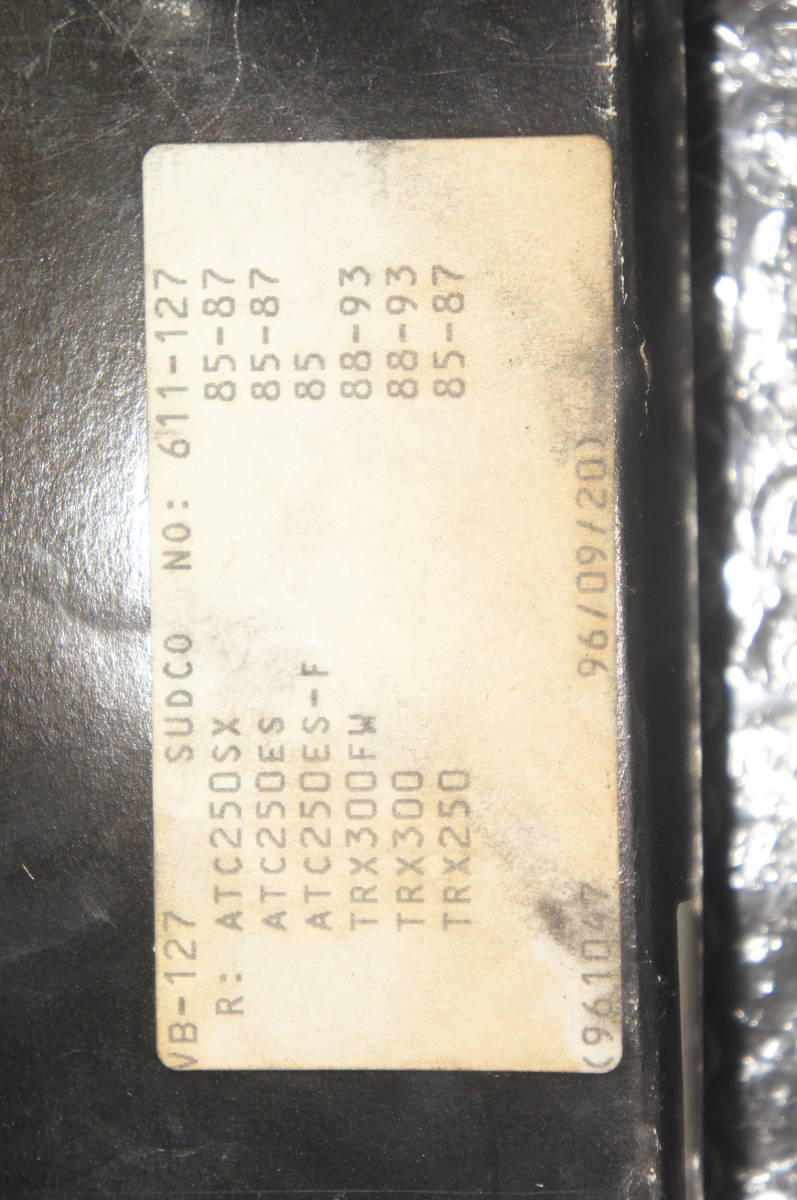 VB-127 SUDCO NO: 611-127
R: ATC250SX 85-87
ATC250ES 85-87
ATC250ES-F 85
TRX300FW 88-93
TRX300 88-93
TRX250 85-87
(961047 96/09/20)